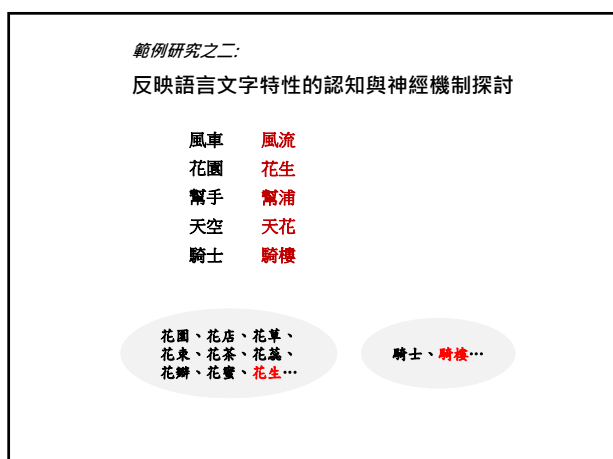 範例研究之二:
反映語言文字特性的認知與神經機制探討
風車 風流
花園 花生
幫手 幫浦
天空 天花
騎士 騎樓
花園、花店、花草、
花束、花茶、花蕊、
花瓣、花蜜、花生…
騎士、騎樓…